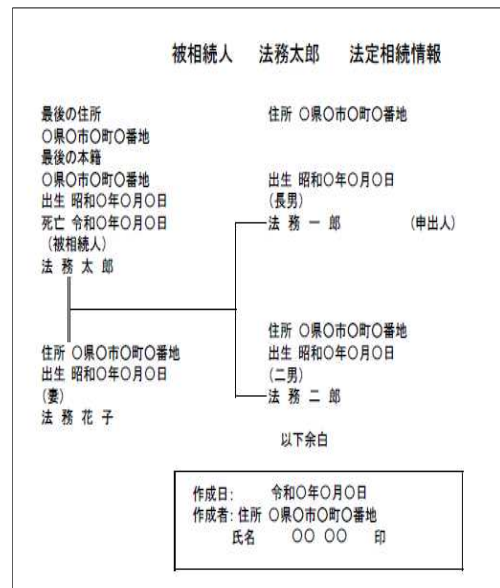 被相続人 法務太郎 法定相続情報
最後の住所
○県○市○町○番地
最後の本籍
○県○市○町○番地
出生 昭和○年○月○日
死亡 令和○年○月○日
(被相続人)
法 務 太 郎
住所 ○県○市○町○番地
出生 昭和○年○月○日
(長男)
法 務 一 郎 (申出人)
住所 ○県○市○町○番地
出生 昭和○年○月○日
(妻)
法 務 花 子
住所 ○県○市○町○番地
出生 昭和○年○月○日
(二男)
法 務 二 郎
以下余白
作成日: 令和○年○月○日
作成者: 住所 ○県○市○町○番地
氏名 ○○ ○○ 印